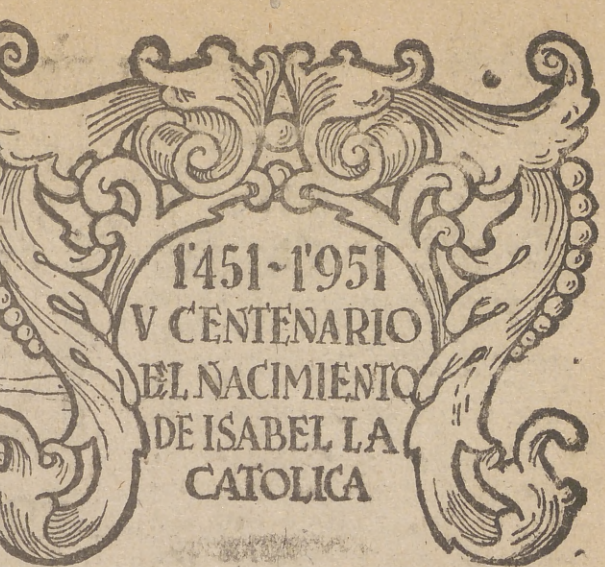 1451-1951
V CENTENARIO
EL NACIMIENTO
DE ISABEL LA
CATOLICA